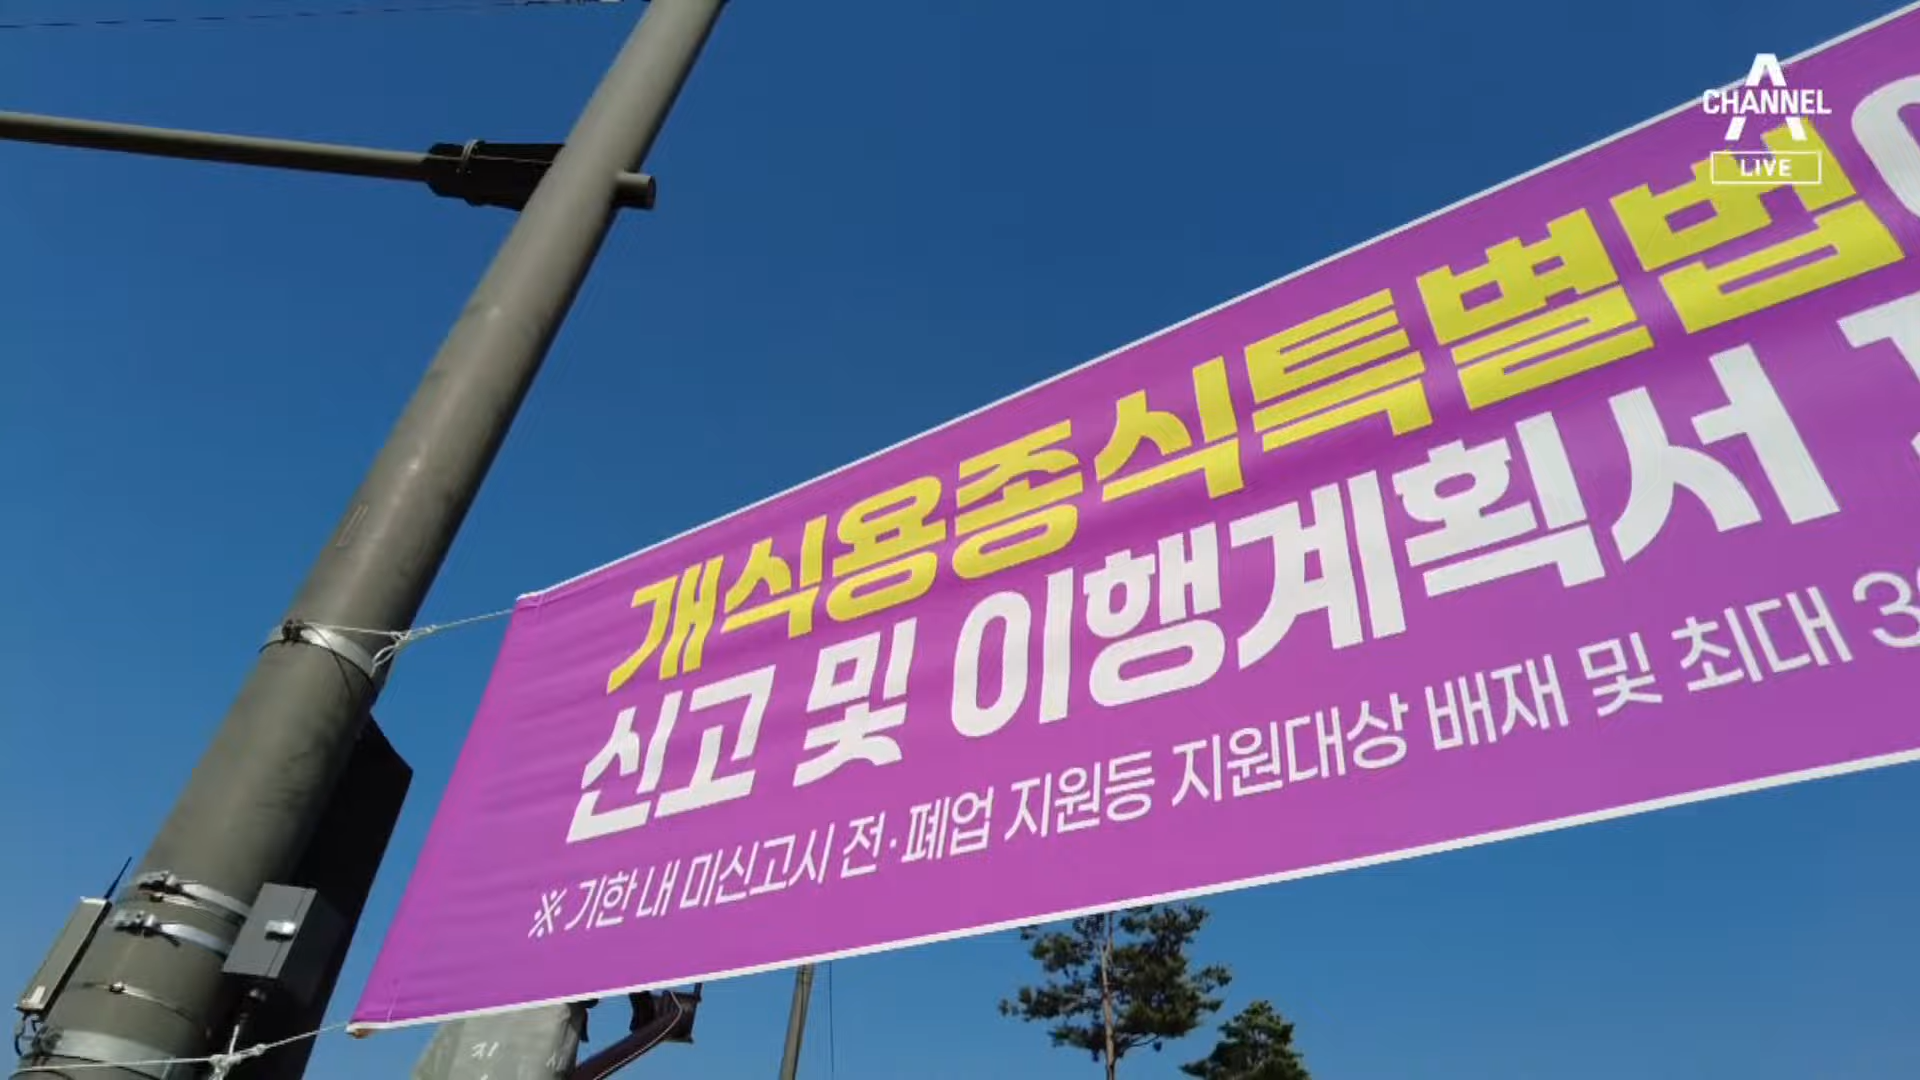 CHANNEL A
LIVE
개식용종식특별법
신고 및 이행계획서
※ 기한 내 미신고시 전·폐업 지원등 지원대상 배재 및 최대 3